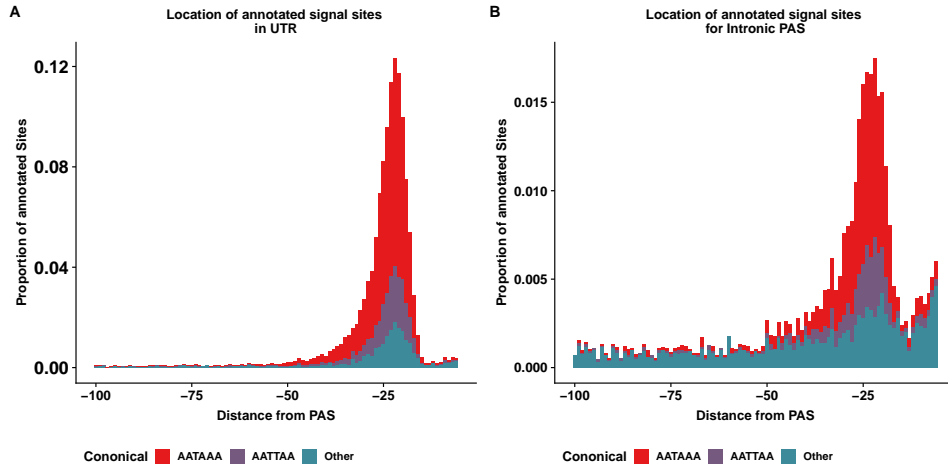 A
Location of annotated signal sites
in UTR
Proportion of annotated Sites
0.12
0.08
0.04
0.00
−100
−75
−50
−25
Distance from PAS
Cononical AATAAA AATTAA Other
B
Location of annotated signal sites
for Intronic PAS
Proportion of annotated Sites
0.015
0.010
0.005
0.000
−100
−75
−50
−25
Distance from PAS
Cononical AATAAA AATTAA Other